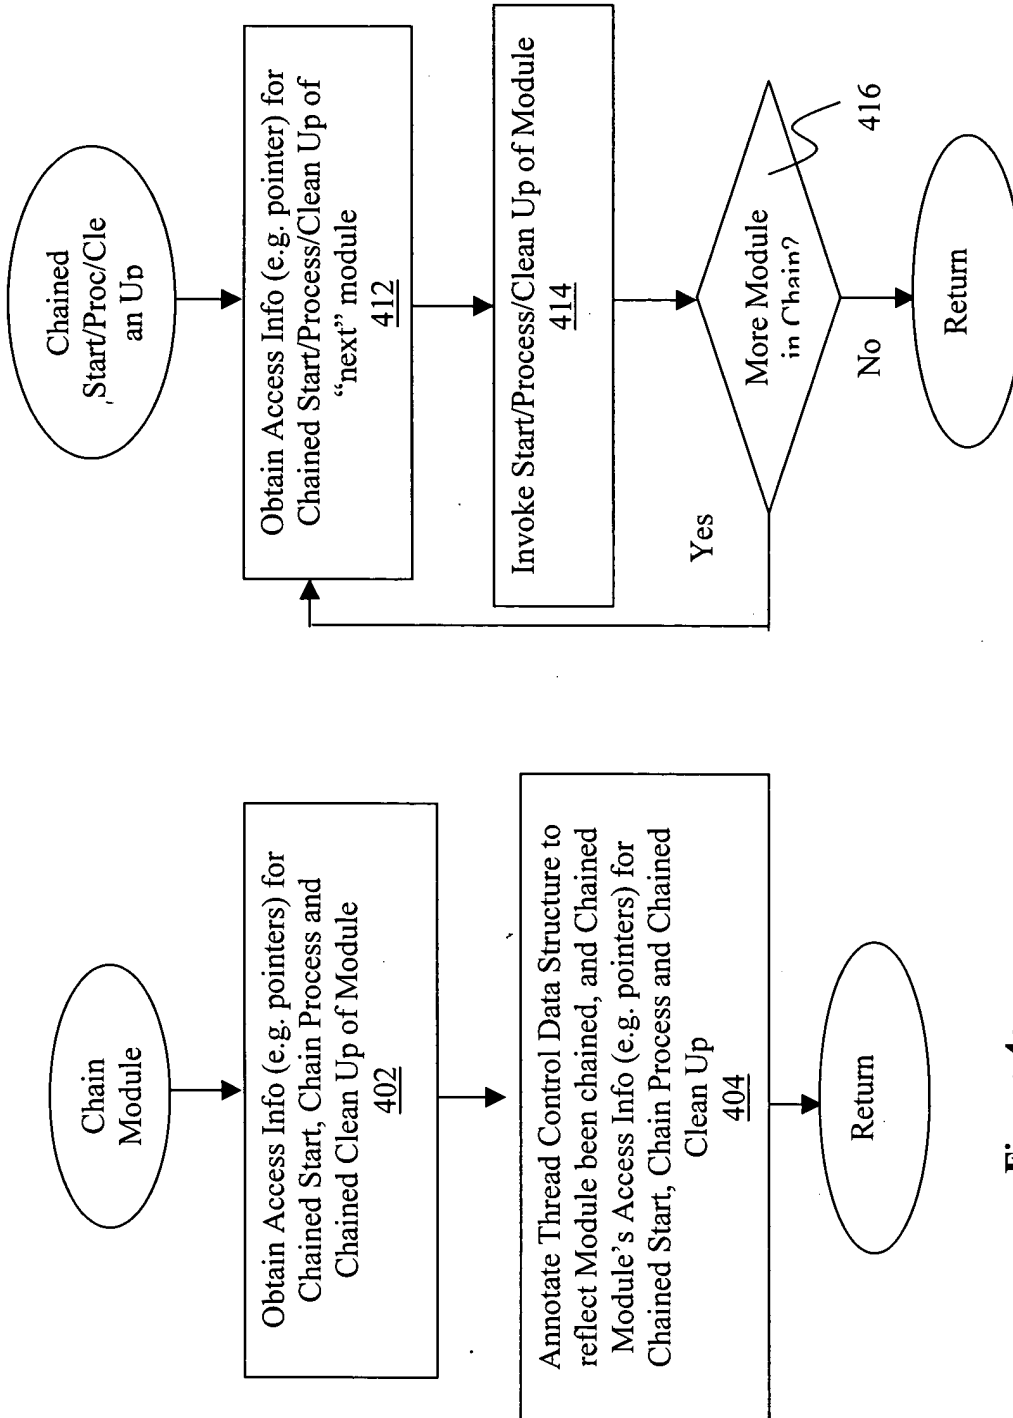 Chain
Module
Obtain Access Info (e.g. pointers) for
Chained Start, Chain Process and
Chained Clean Up of Module
402
Annotate Thread Control Data Structure to
reflect Module been chained, and Chained
Module's Access Info (e.g. pointers) for
Chained Start, Chain Process and Chained
Clean Up
404
Return
Chained
Start/Proc/Cle
an Up
Obtain Access Info (e.g. pointer) for
Chained Start/Process/Clean Up of
“next” module
412
Invoke Start/Process/Clean Up of Module
414
More Module
in Chain?
416
Yes
No
Return